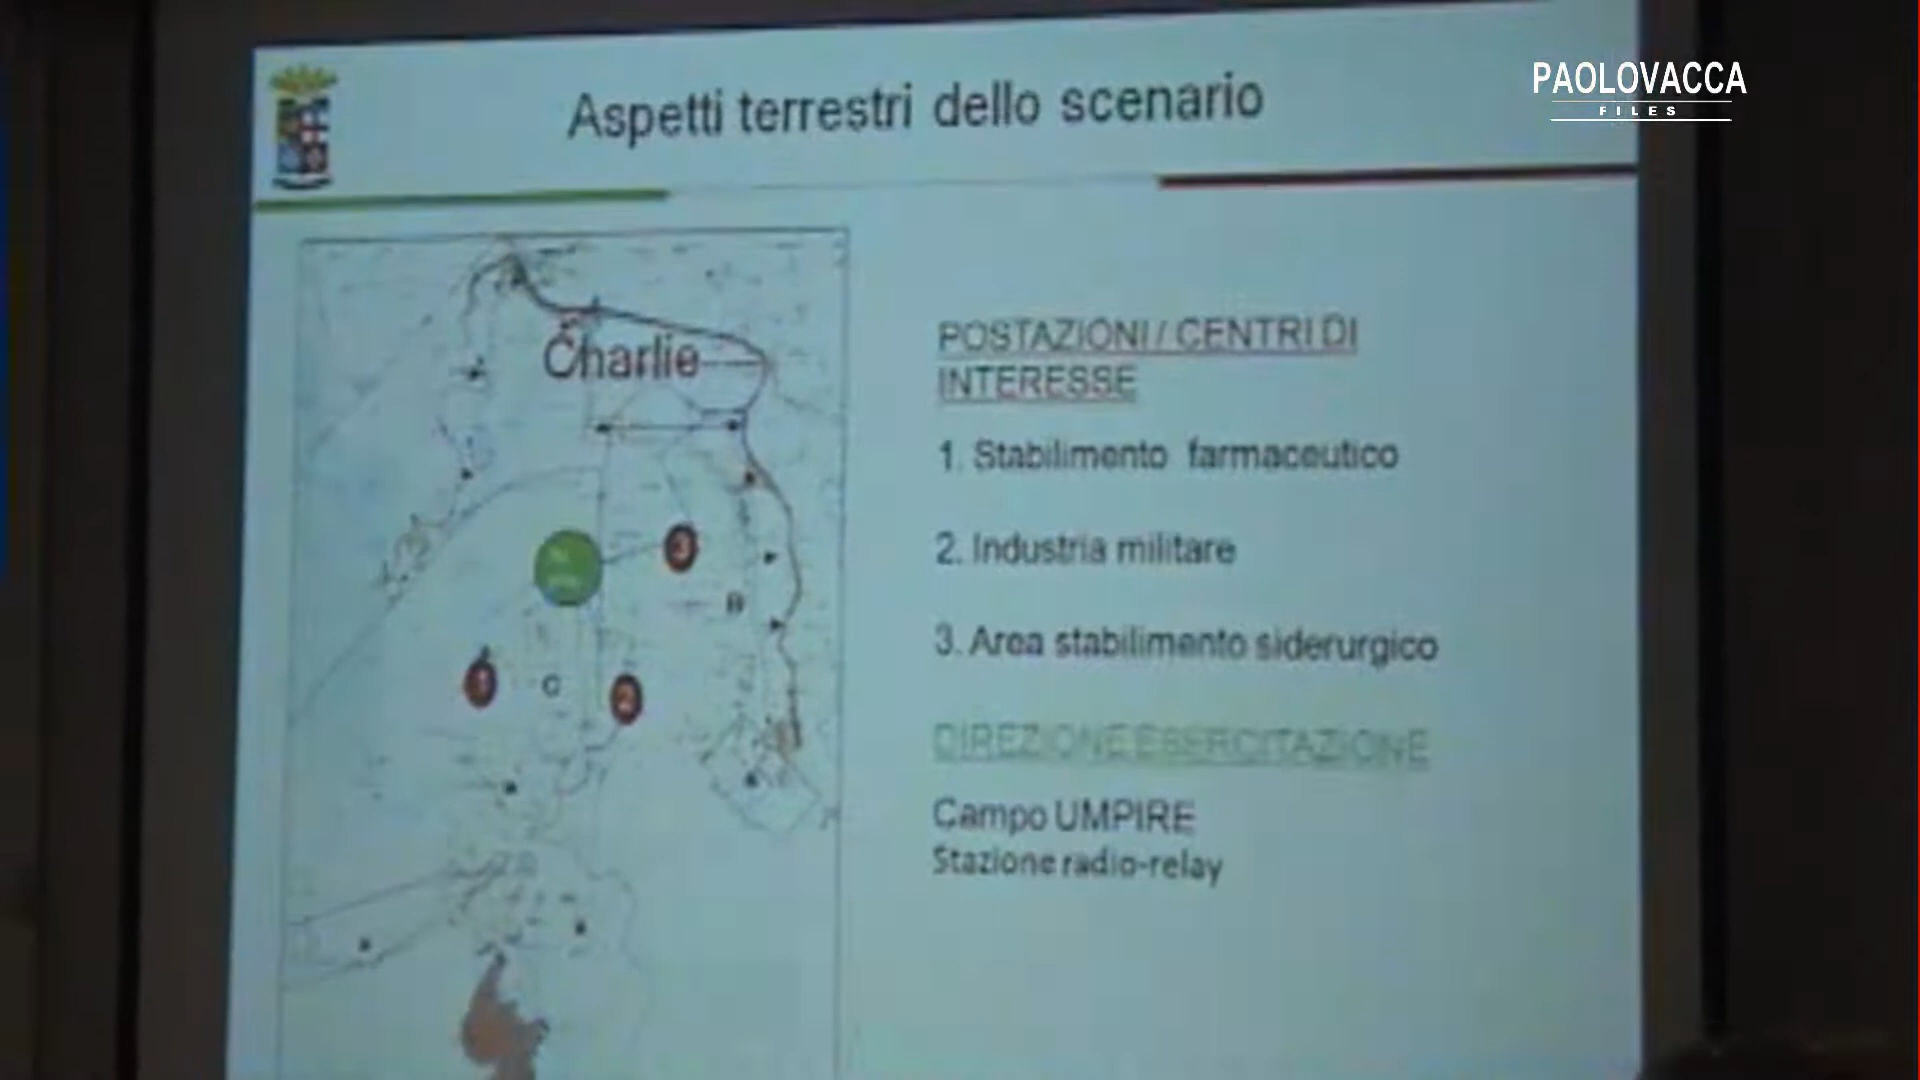 PAOLOVACCA
FILES
Aspetti terrestri dello scenario
Charlie
3
B
1
C
2
POSTAZIONI / CENTRI DI
INTERESSE
1. Stabilimento farmaceutico
2. Industria militare
3. Area stabilimento siderurgico
DIREZIONE ESERCITAZIONE
Campo UMPIRE
Stazione radio-relay